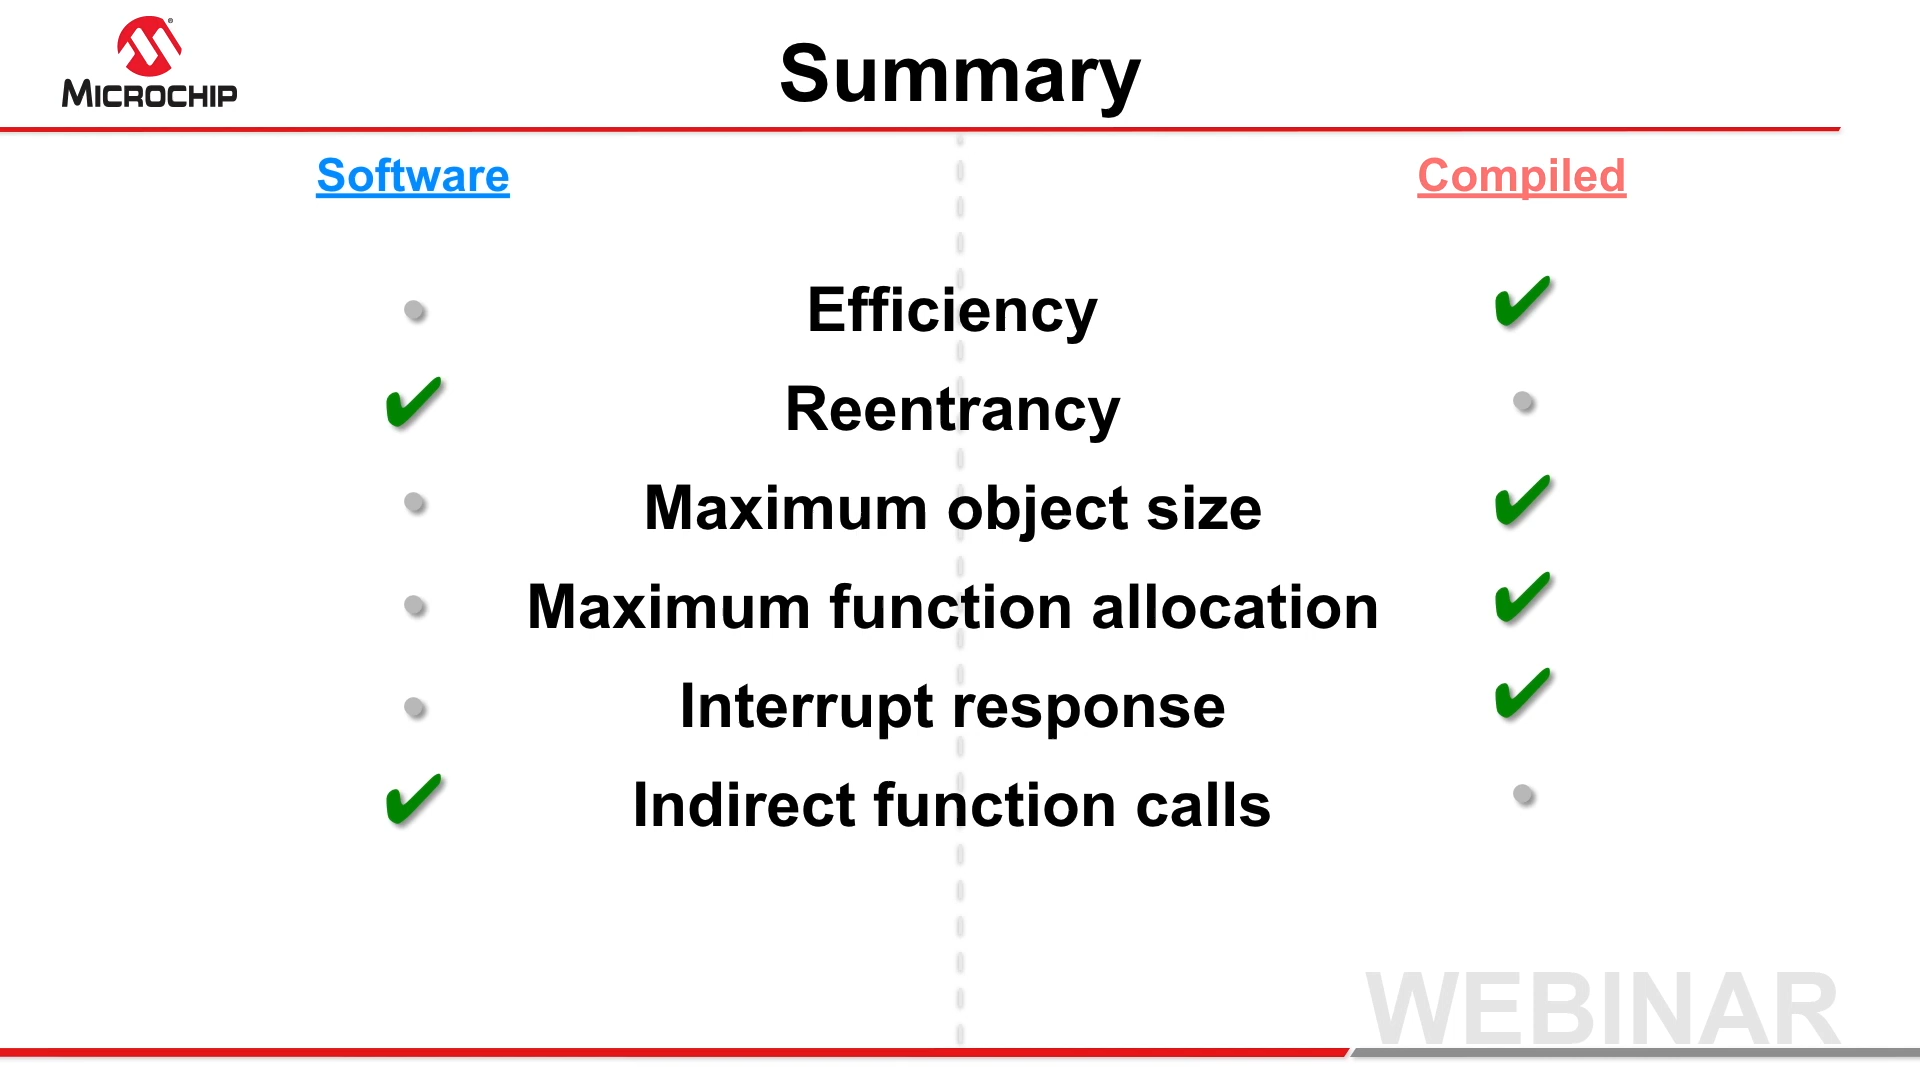 MICROCHIP
Summary
Software
Compiled
Efficiency
Reentrancy
Maximum object size
Maximum function allocation
Interrupt response
Indirect function calls
WEBINAR